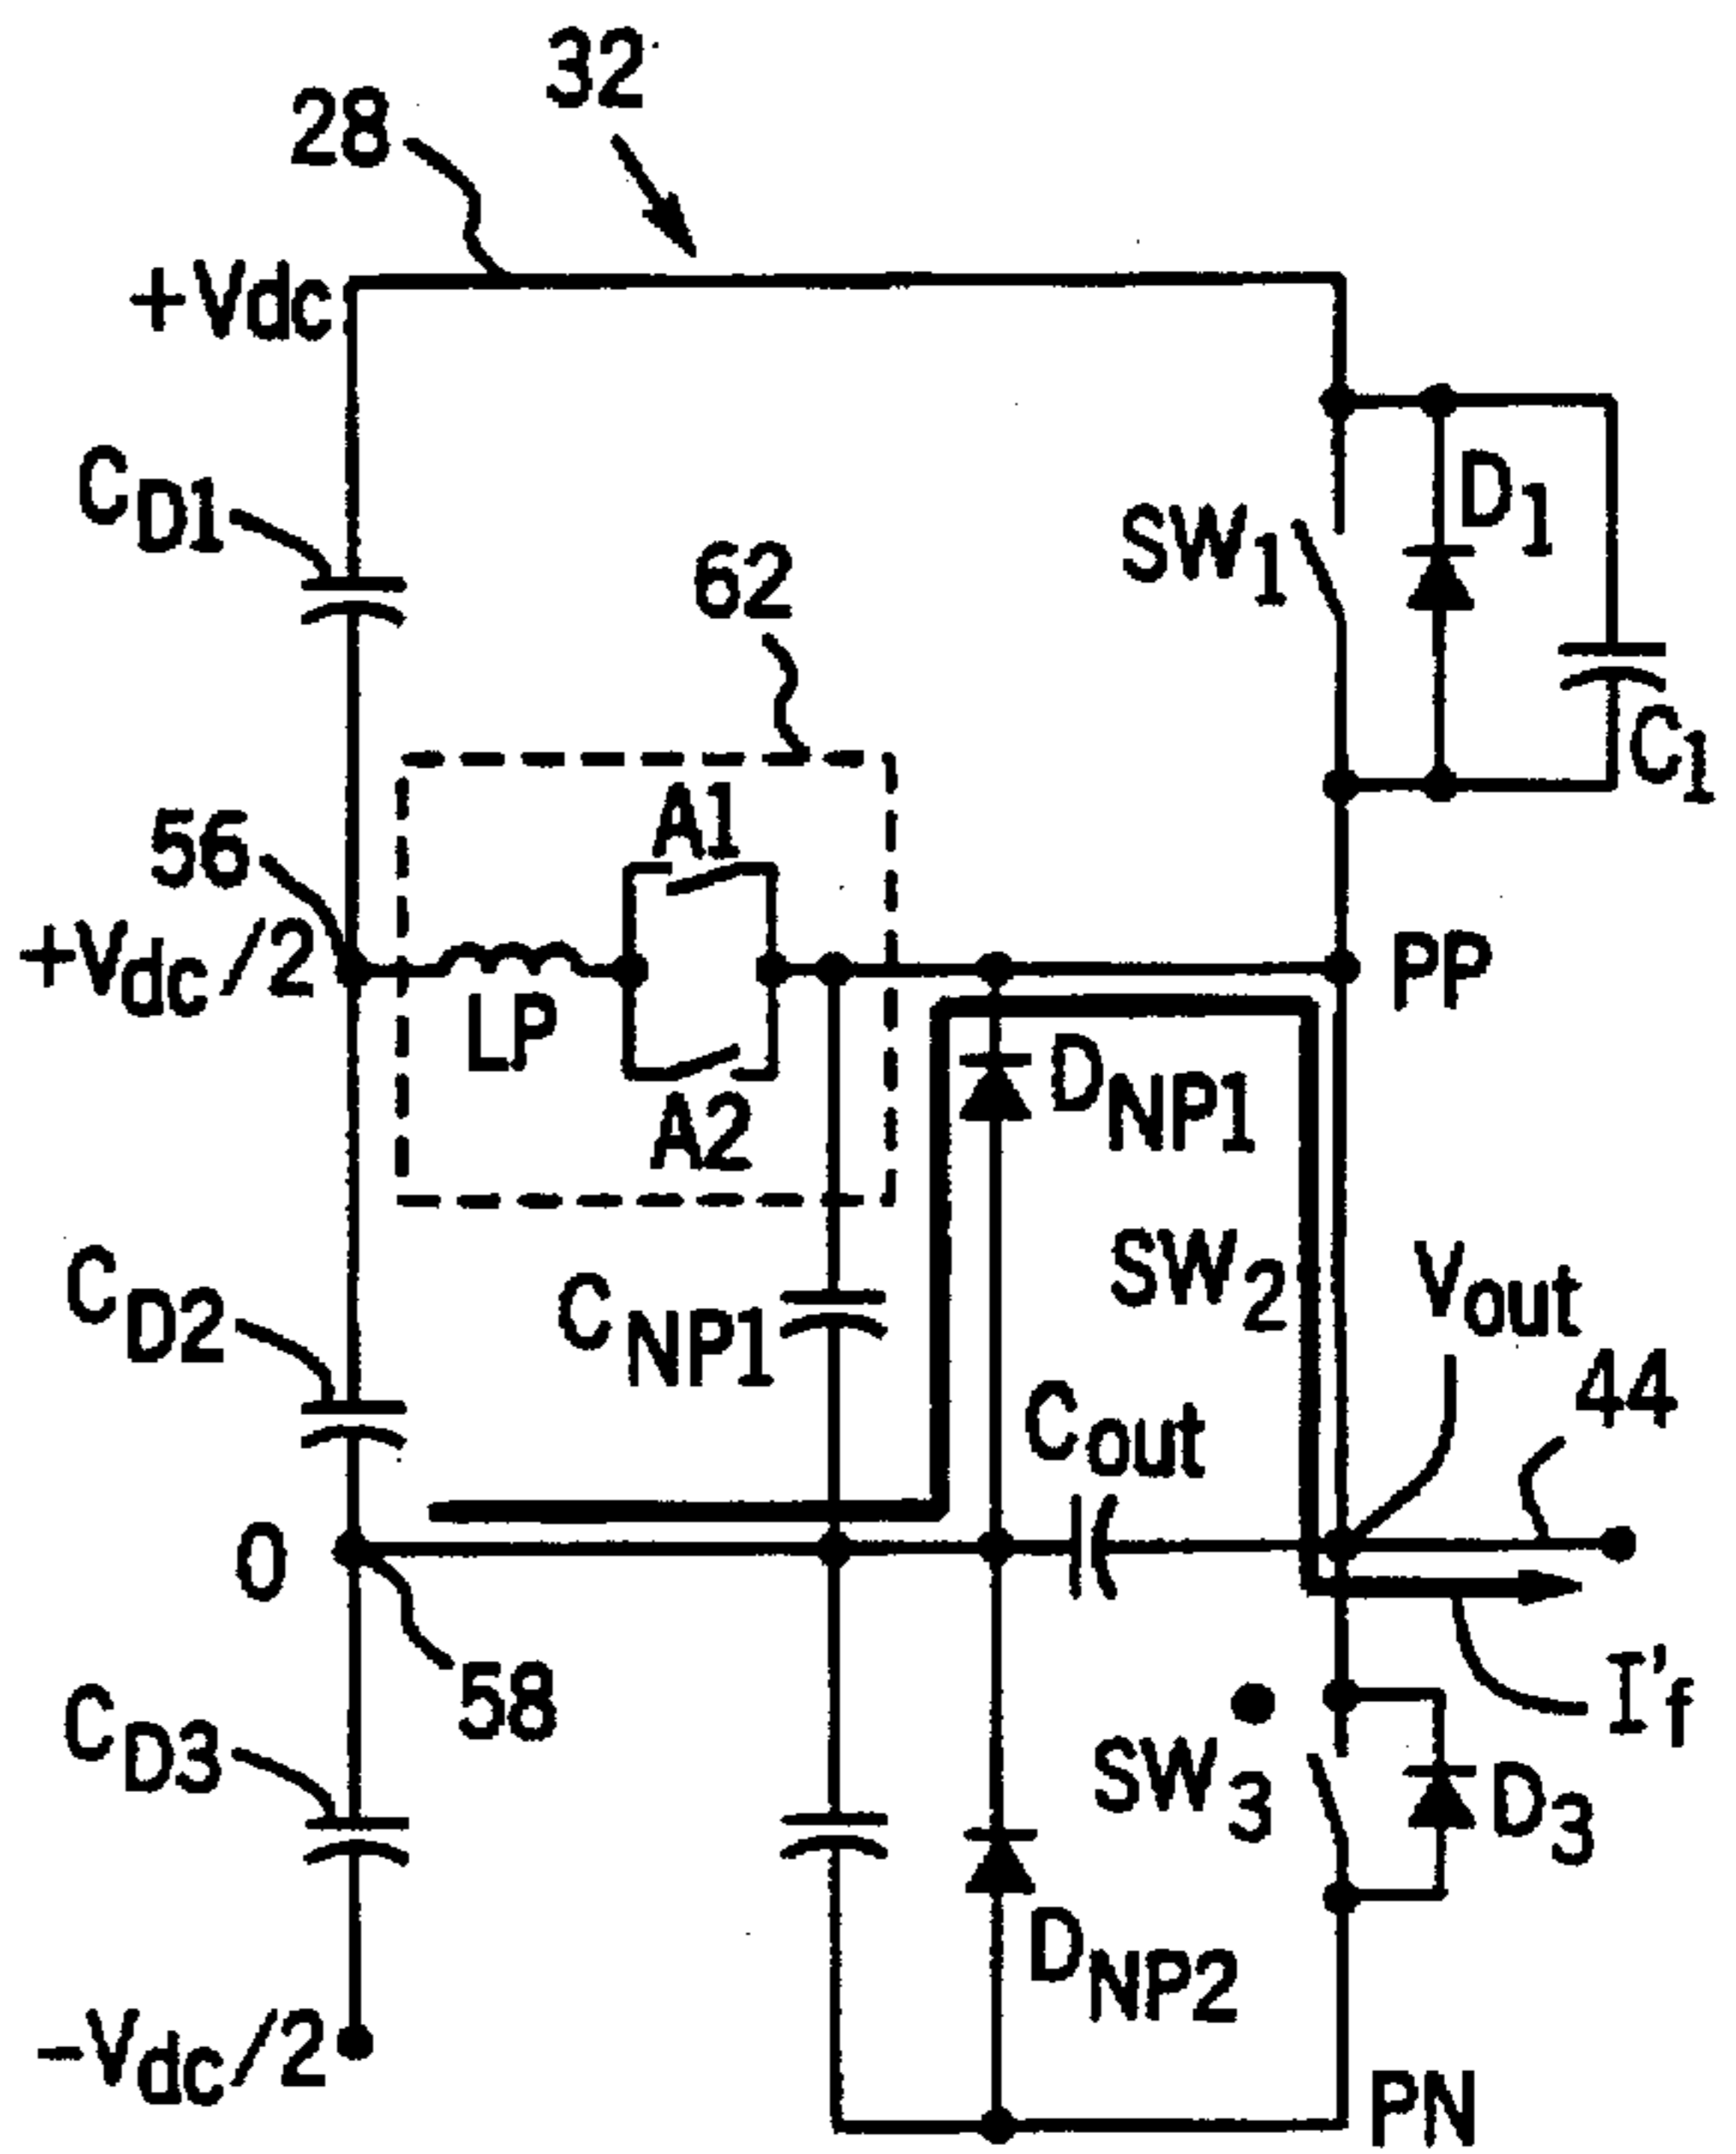 32
28
+Vdc
CD1
SW1
D1
C1
62
A1
56
+Vdc/2
LP
A2
PP
DNP1
CD2
CNP1
SW2
Vout
44
Cout
0
58
I'f
CD3
SW3
D3
DNP2
-Vdc/2
PN